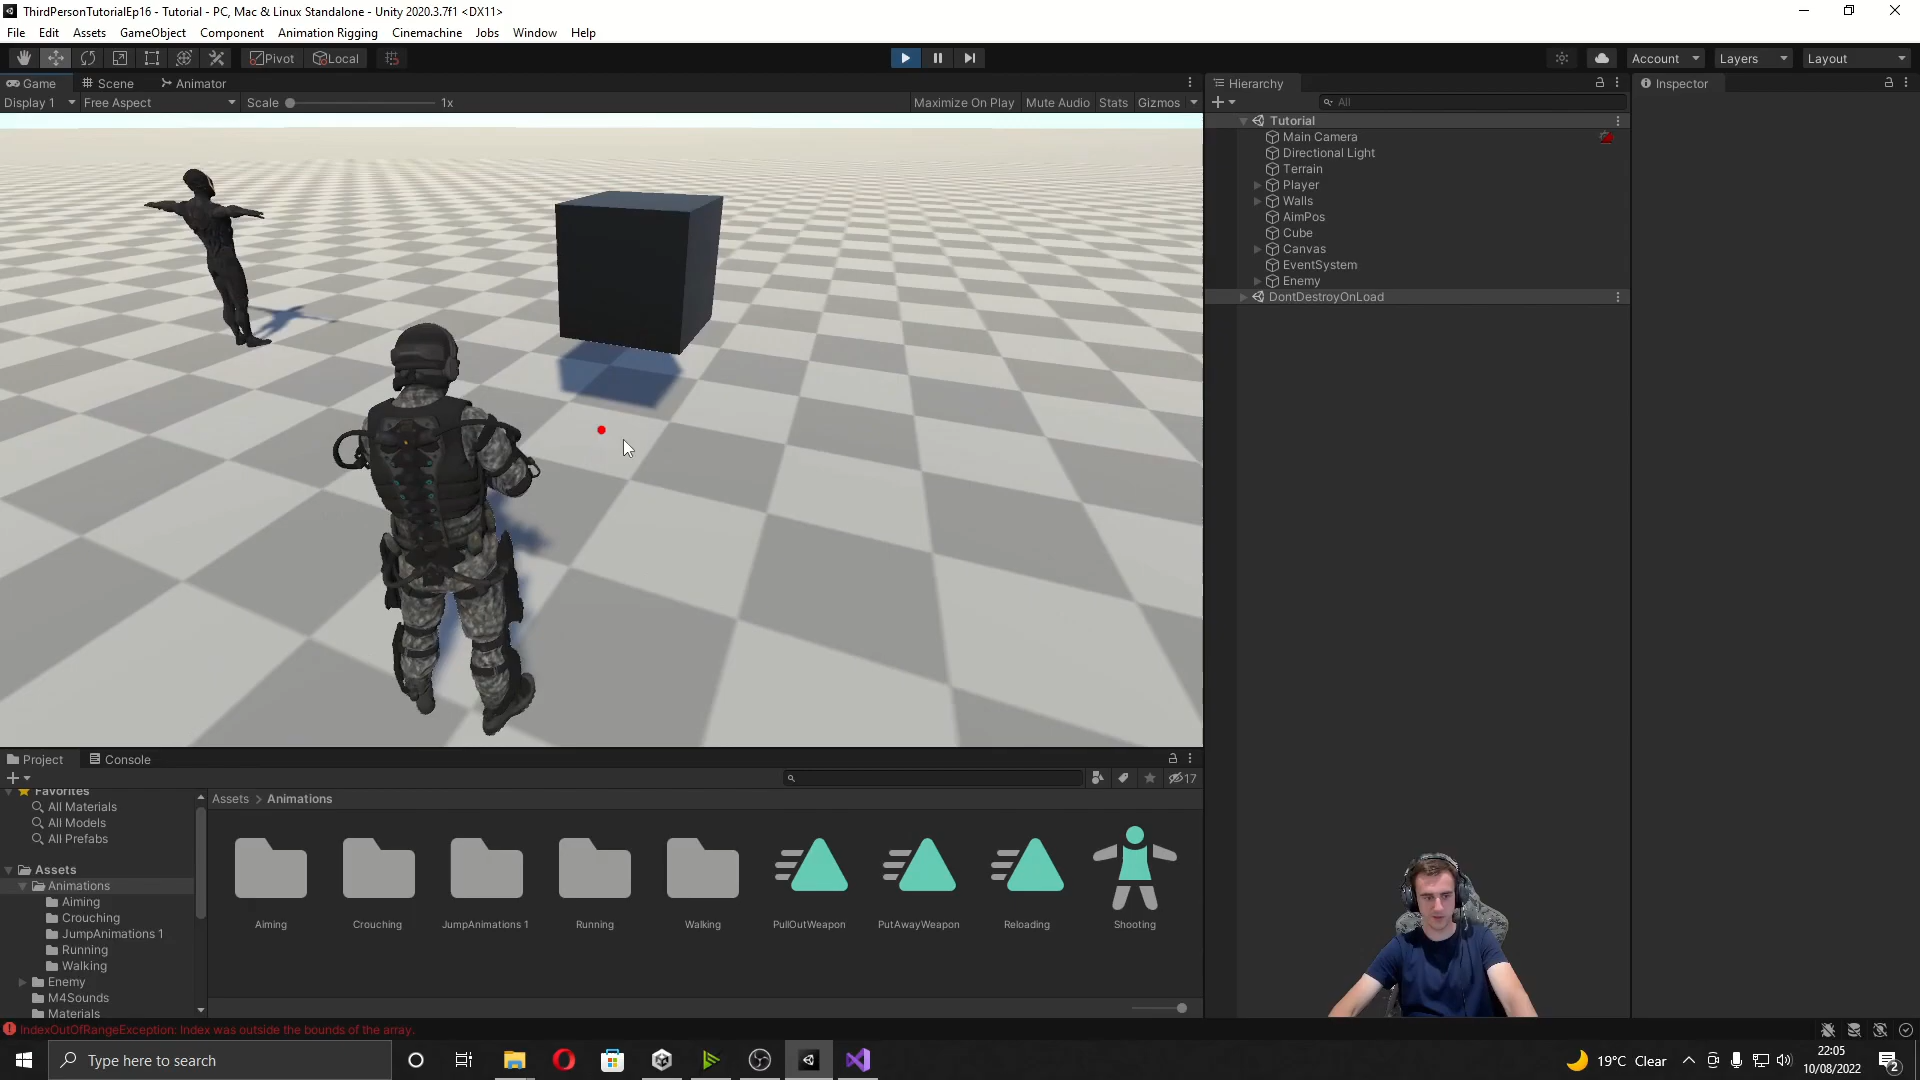 ThirdPersonTutorialEp16 - Tutorial - PC, Mac & Linux Standalone - Unity 2020.3.7f1 <DX11>
File Edit Assets GameObject Component Animation Rigging Cinemachine Jobs Window Help
Pivot Local Account Layers Layout
Game Scene Animator
Display 1 Free Aspect Scale 1x Maximize On Play Mute Audio Stats Gizmos
Hierarchy
All
Tutorial
Main Camera
Directional Light
Terrain
Player
Walls
AimPos
Cube
Canvas
EventSystem
Enemy
DontDestroyOnLoad
Inspector
Project Console
17
Favorites
All Materials
All Models
All Prefabs
Assets
Animations
Aiming
Crouching
JumpAnimations 1
Running
Walking
Enemy
M4Sounds
Materials
Assets > Animations
Aiming Crouching JumpAnimations 1 Running Walking PullOutWeapon PutAwayWeapon Reloading Shooting
IndexOutOfRangeException: Index was outside the bounds of the array.
Type here to search
19°C Clear
22:05
10/08/2022
2